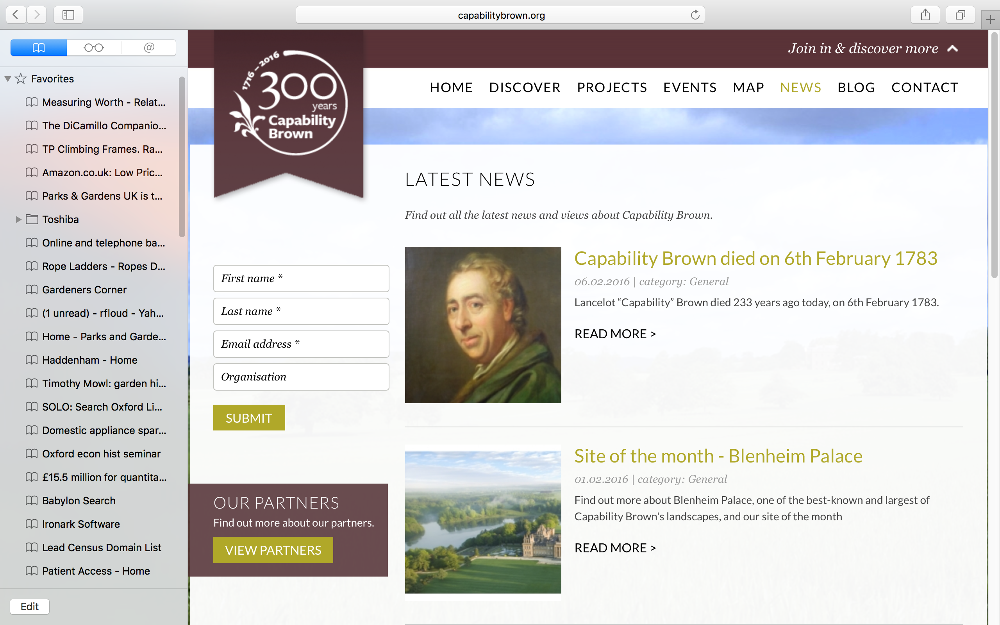 capabilitybrown.org
@
Favorites
Measuring Worth - Relat...
The DiCamillo Companio...
TP Climbing Frames. Ra...
Amazon.co.uk: Low Pric...
Parks & Gardens UK is t...
Toshiba
Online and telephone ba...
Rope Ladders - Ropes D...
Gardeners Corner
(1 unread) - rfloud - Yah...
Home - Parks and Garde...
Haddenham - Home
Timothy Mowl: garden hi...
SOLO: Search Oxford Li...
Domestic appliance spar...
Oxford econ hist seminar
£15.5 million for quantita...
Babylon Search
Ironark Software
Lead Census Domain List
Patient Access - Home
Edit
Join in & discover more
1716 – 2016
300
years
Capability
Brown
HOME DISCOVER PROJECTS EVENTS MAP NEWS BLOG CONTACT
First name *
Last name *
Email address *
Organisation
SUBMIT
OUR PARTNERS
Find out more about our partners.
VIEW PARTNERS
LATEST NEWS
Find out all the latest news and views about Capability Brown.
Capability Brown died on 6th February 1783
06.02.2016 | category: General
Lancelot “Capability” Brown died 233 years ago today, on 6th February 1783.
READ MORE >
Site of the month - Blenheim Palace
01.02.2016 | category: General
Find out more about Blenheim Palace, one of the best-known and largest of
Capability Brown's landscapes, and our site of the month
READ MORE >